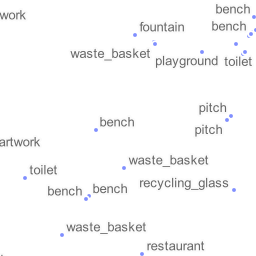 bench
work
bench
fountain
waste_basket
playground
toilet
pitch
bench
pitch
artwork
waste_basket
toilet
recycling_glass
bench
bench
waste_basket
restaurant